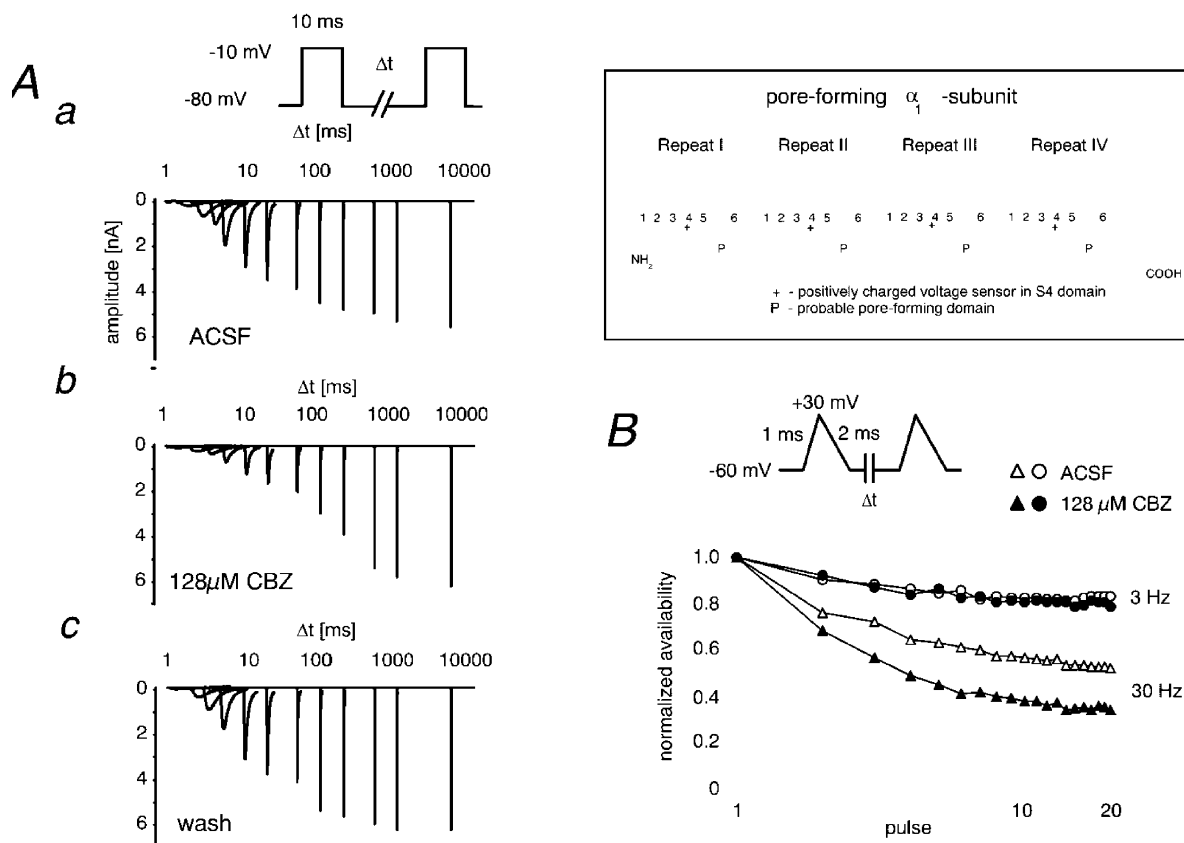 A
a
10 ms
-10 mV
Δt
-80 mV
Δt [ms]
1 10 100 1000 10000
0
2
4
6
amplitude [nA]
ACSF
b
Δt [ms]
1 10 100 1000 10000
0
2
4
6
128µM CBZ
c
Δt [ms]
1 10 100 1000 10000
0
2
4
6
wash
pore-forming α1 -subunit
Repeat I Repeat II Repeat III Repeat IV
1 2 3 4 5 6 1 2 3 4 5 6 1 2 3 4 5 6 1 2 3 4 5 6
+ + + +
P P P P
NH2
COOH
+ - positively charged voltage sensor in S4 domain
P - probable pore-forming domain
B
+30 mV
1 ms 2 ms
-60 mV
Δt
ACSF
128 µM CBZ
1.0
0.8
0.6
0.4
0.2
0
normalized availability
3 Hz
30 Hz
1 10 20
pulse